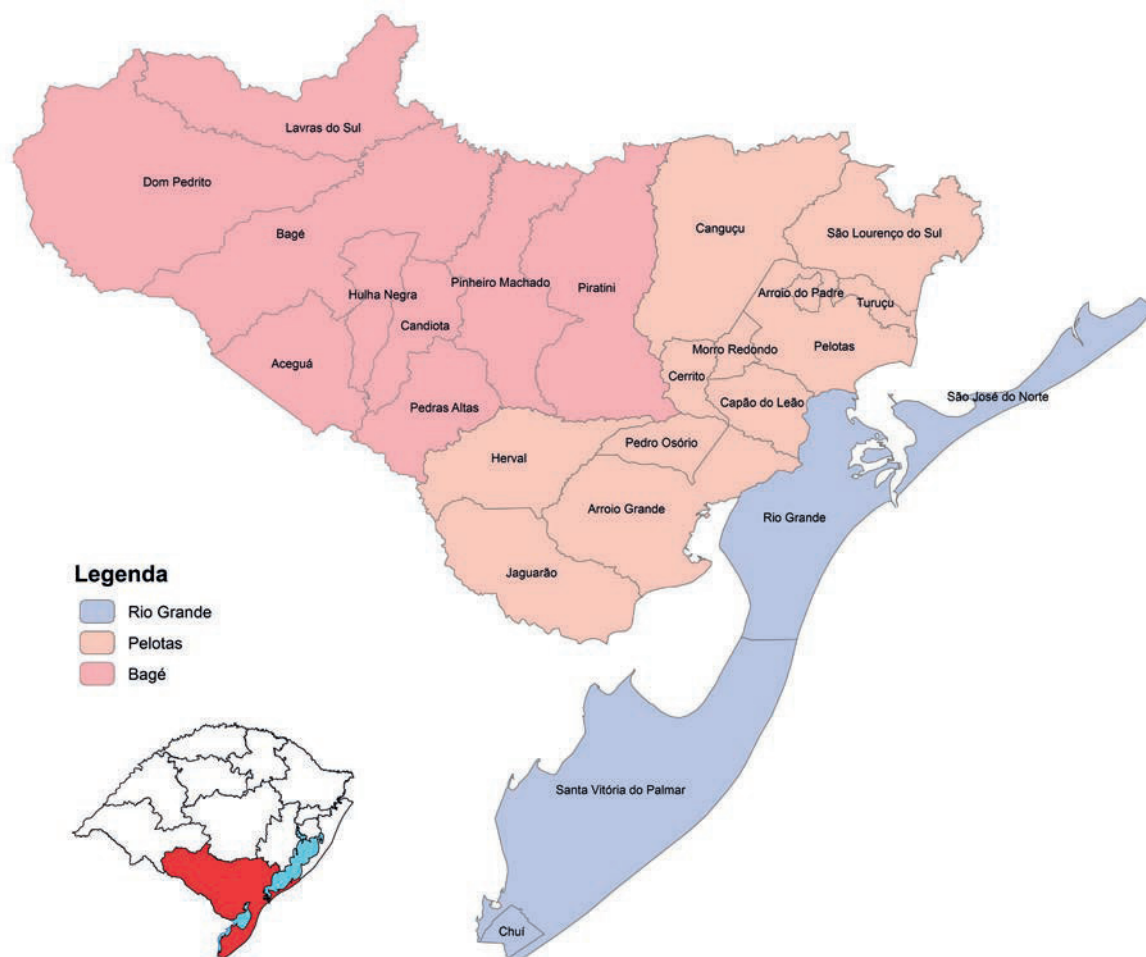 Lavras do Sul
Dom Pedrito
Bagé
Canguçu
São Lourenço do Sul
Hulha Negra
Pinheiro Machado
Piratini
Arroio do Padre
Turuçu
Candiota
Aceguá
Morro Redondo
Pelotas
Cerrito
Pedras Altas
Capão do Leão
São José do Norte
Herval
Pedro Osório
Arroio Grande
Rio Grande
Jaguarão
Legenda
Rio Grande
Pelotas
Bagé
Santa Vitória do Palmar
Chuí